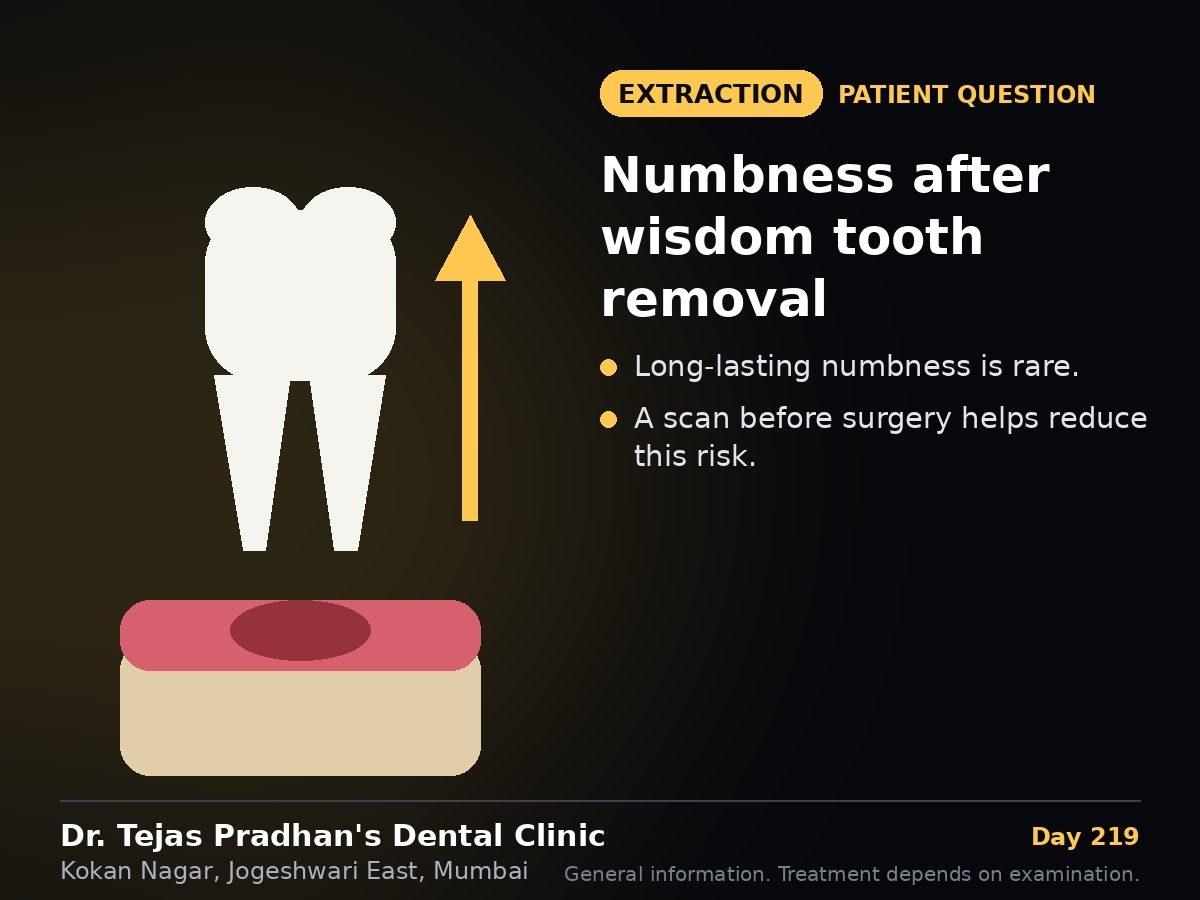 EXTRACTION PATIENT QUESTION
Numbness after
wisdom tooth
removal
Long-lasting numbness is rare.
A scan before surgery helps reduce
this risk.
Dr. Tejas Pradhan's Dental Clinic
Day 219
Kokan Nagar, Jogeshwari East, Mumbai
General information. Treatment depends on examination.